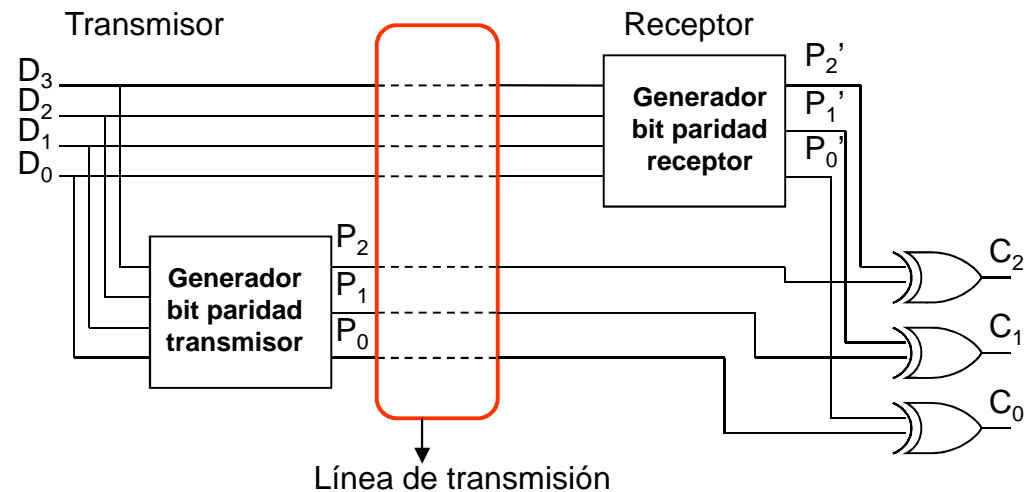 Transmisor
Receptor
D₃
D₂
D₁
D₀
Generador
bit paridad
receptor
P₂’
P₁’
P₀’
Generador
bit paridad
transmisor
P₂
P₁
P₀
C₂
C₁
C₀
Línea de transmisión